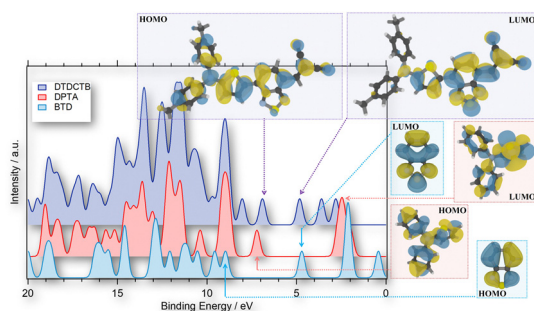 HOMO
LUMO
DTDCTB
DPTA
BTD
LUMO
LUMO
HOMO
HOMO
Intensity / a.u.
20 15 10 5 0
Binding Energy / eV